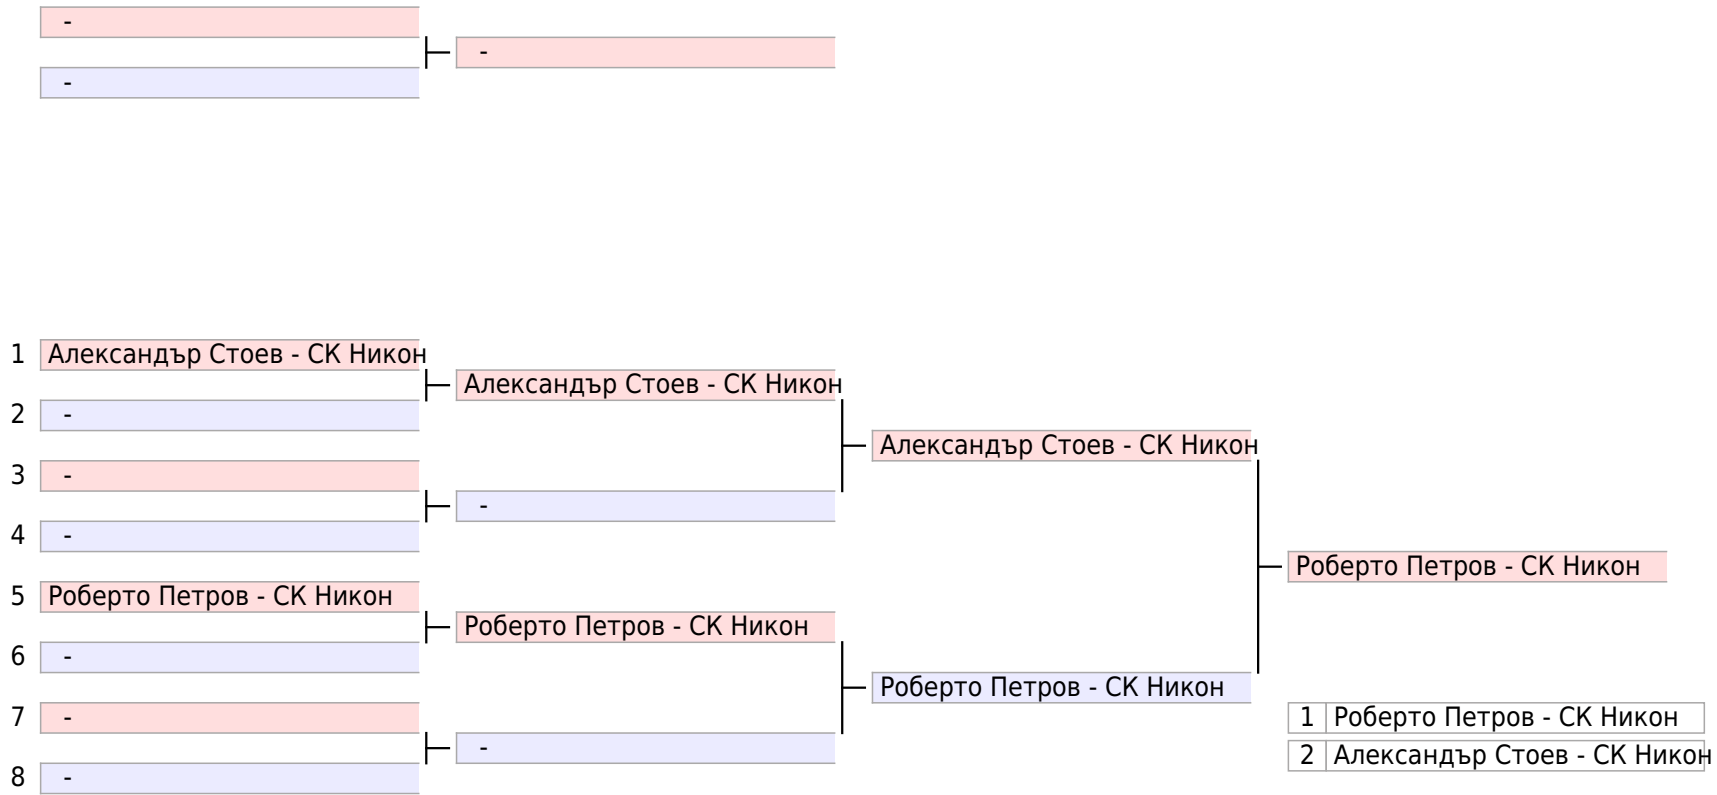 -
-
-
1 Александър Стоев - СК Никон
Александър Стоев - СК Никон
2 -
Александър Стоев - СК Никон
3 -
-
4 -
Роберто Петров - СК Никон
5 Роберто Петров - СК Никон
Роберто Петров - СК Никон
6 -
Роберто Петров - СК Никон
7 -
1 Роберто Петров - СК Никон
-
2 Александър Стоев - СК Никон
8 -